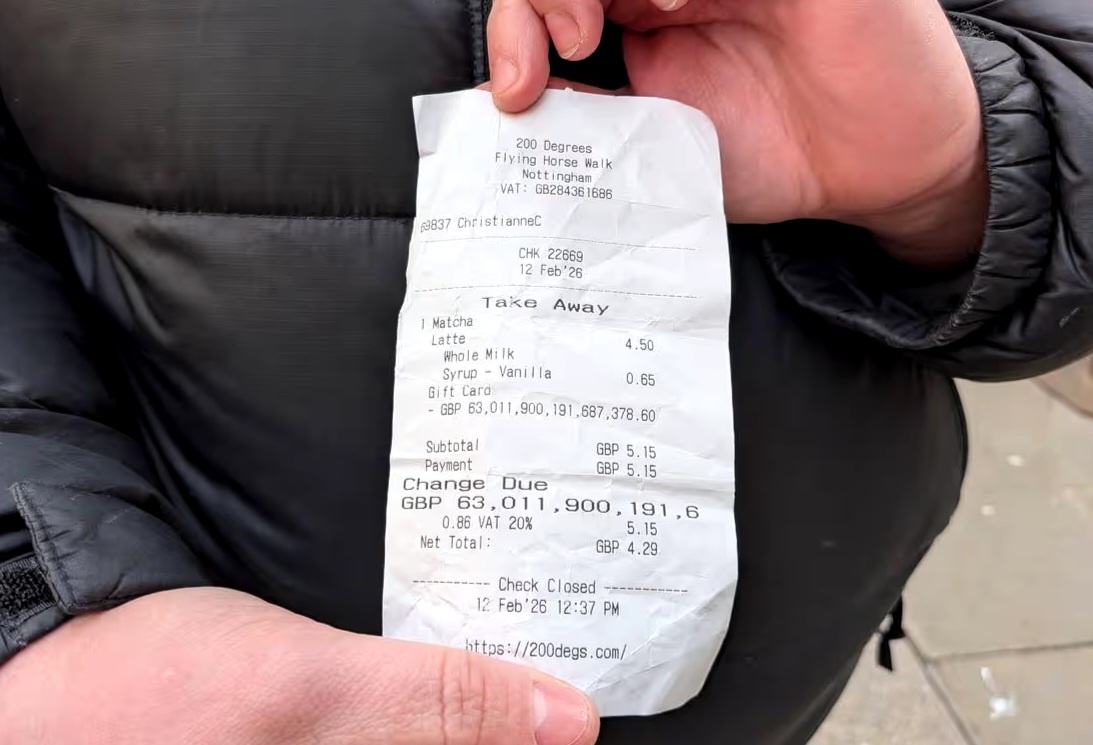 200 Degrees
Flying Horse Walk
Nottingham
VAT: GB284361686
69837 ChristianneC
CHK 22669
12 Feb'26
Take Away
1 Matcha
Latte 4.50
Whole Milk
Syrup - Vanilla 0.65
Gift Card
- GBP 63,011,900,191,687,378.60
Subtotal GBP 5.15
Payment GBP 5.15
Change Due
GBP 63,011,900,191,6
0.86 VAT 20% 5.15
Net Total: GBP 4.29
----------- Check Closed ------------
12 Feb'26 12:37 PM
https://200degs.com/